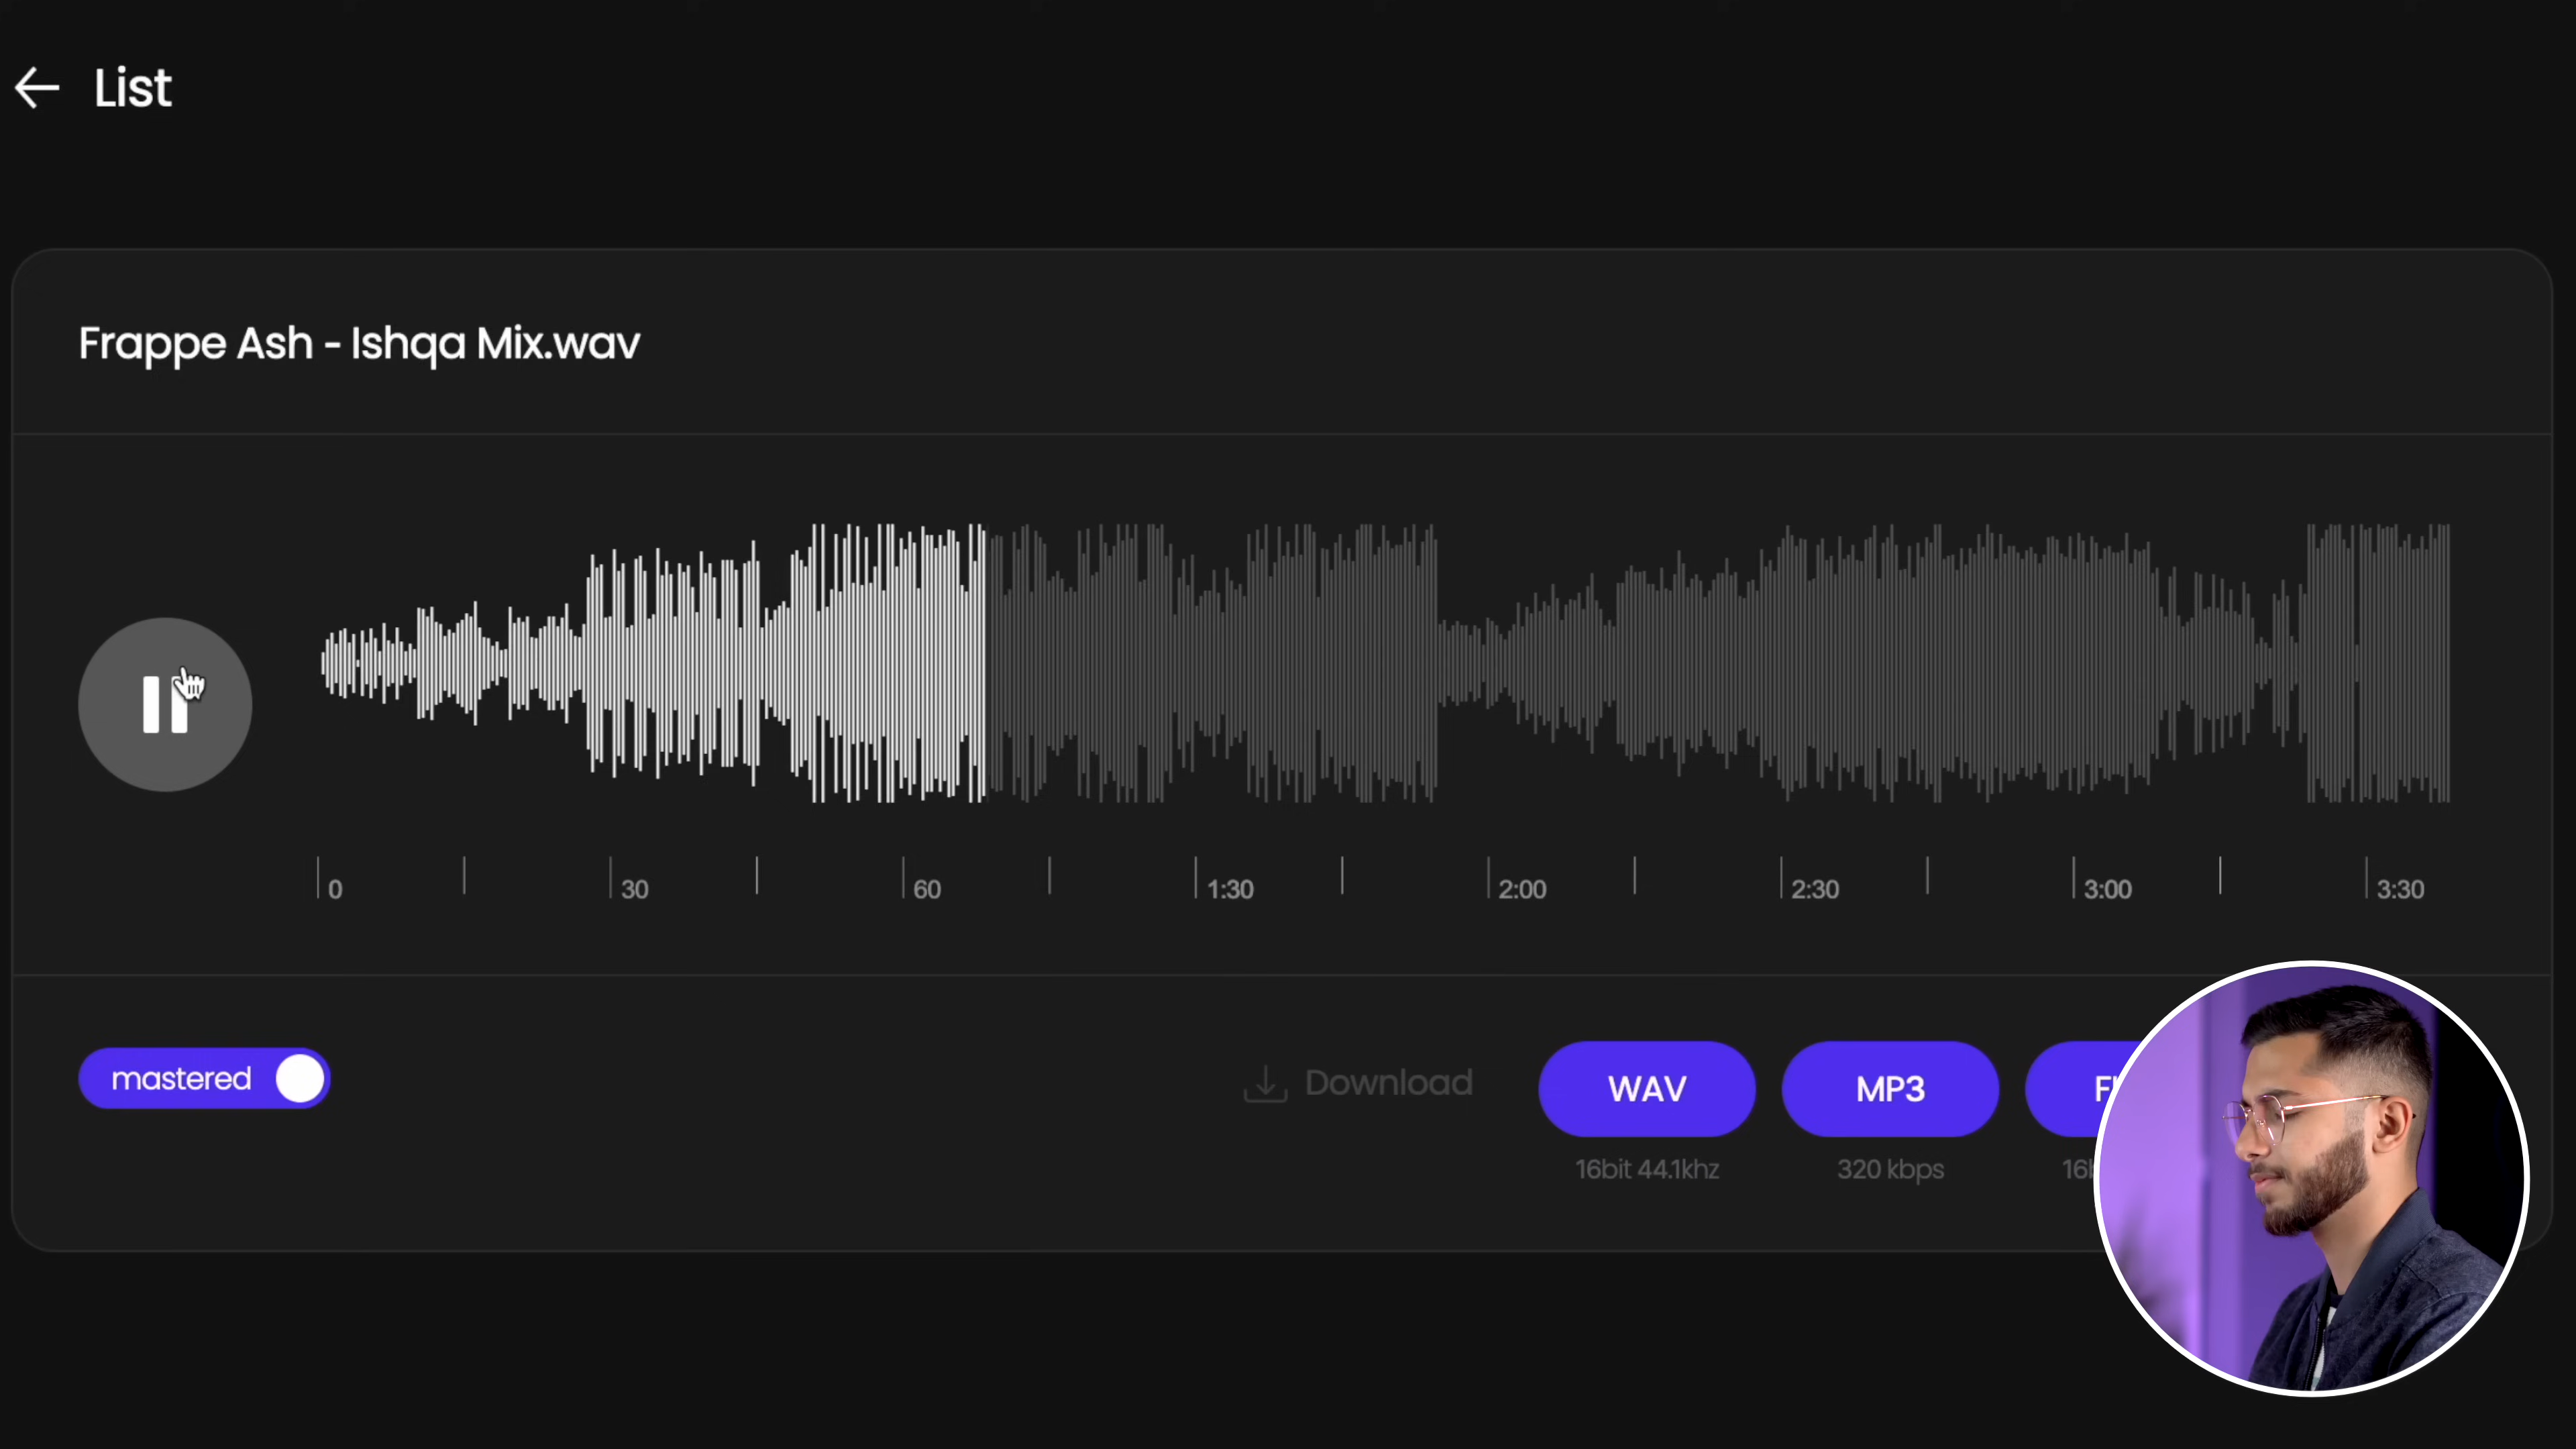 List
Frappe Ash - Ishqa Mix.wav
0 30 60 1:30 2:00 2:30 3:00 3:30
mastered
Download WAV MP3
16bit 44.1khz 320 kbps